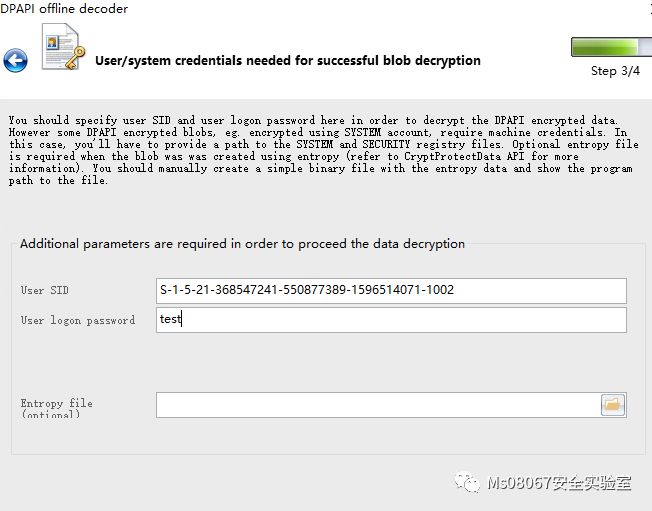 DPAPI offline decoder
User/system credentials needed for successful blob decryption
Step 3/4
You should specify user SID and user logon password here in order to decrypt the DPAPI encrypted data.
However some DPAPI encrypted blobs, eg. encrypted using SYSTEM account, require machine credentials. In
this case, you'll have to provide a path to the SYSTEM and SECURITY registry files. Optional entropy file
is required when the blob was was created using entropy (refer to CryptProtectData API for more
information). You should manually create a simple binary file with the entropy data and show the program
path to the file.
Additional parameters are required in order to proceed the data decryption
User SID
S-1-5-21-368547241-550877389-1596514071-1002
User logon password
test
Entropy file
(optional)
Ms08067安全实验室